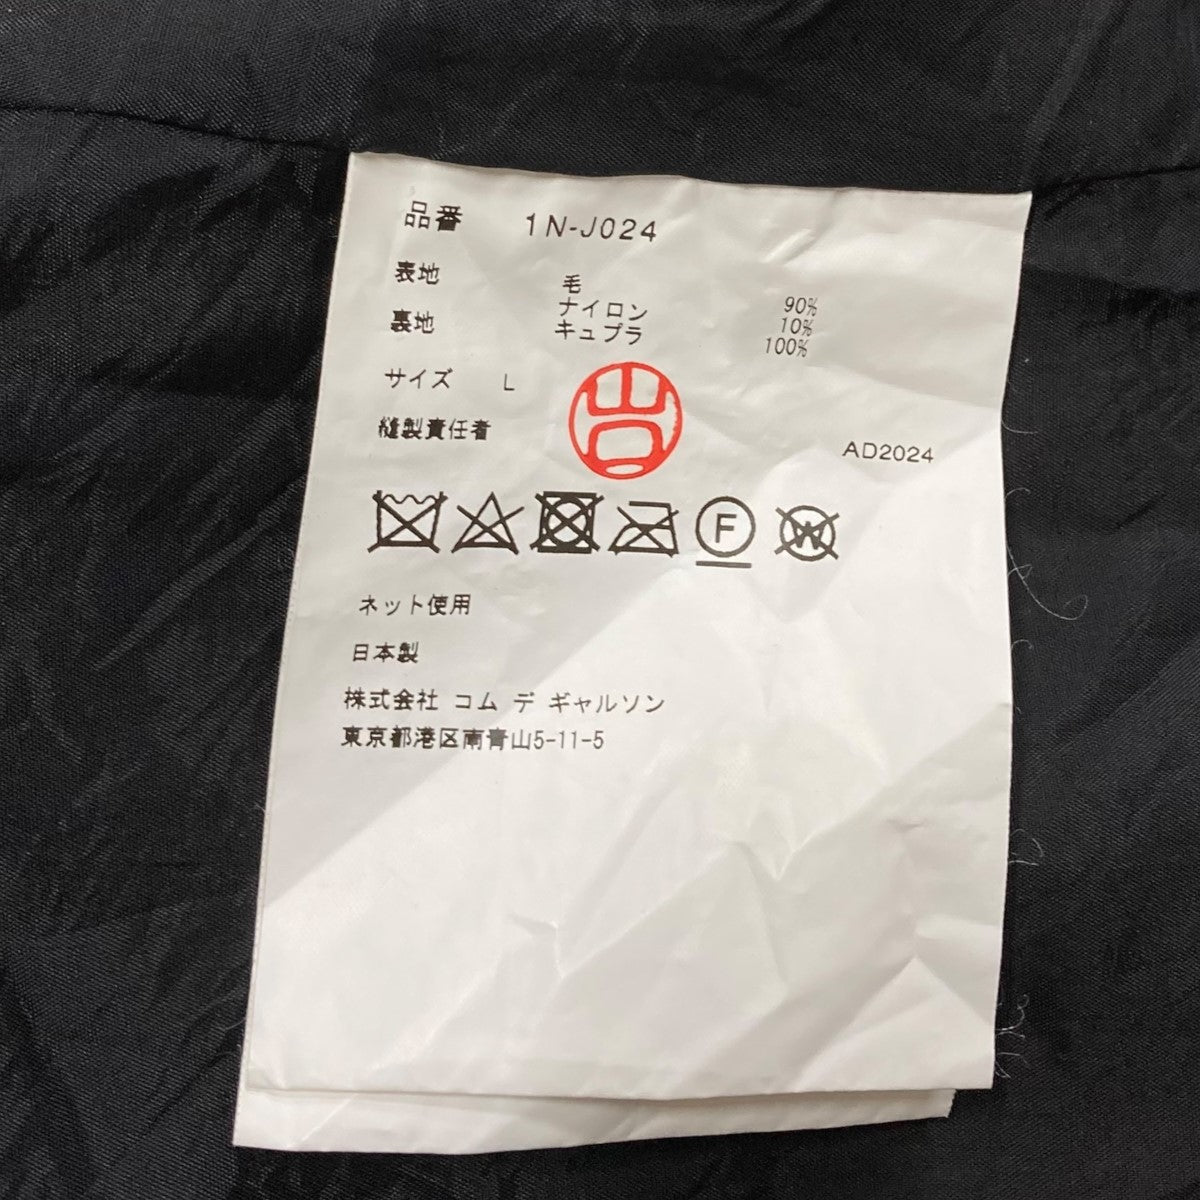 品番 1N-J024
表地 毛 90%
ナイロン 10%
裏地 キュプラ 100%
サイズ L
縫製責任者
AD2024
F W
ネット使用
日本製
株式会社 コム デ ギャルソン
東京都港区南青山5-11-5